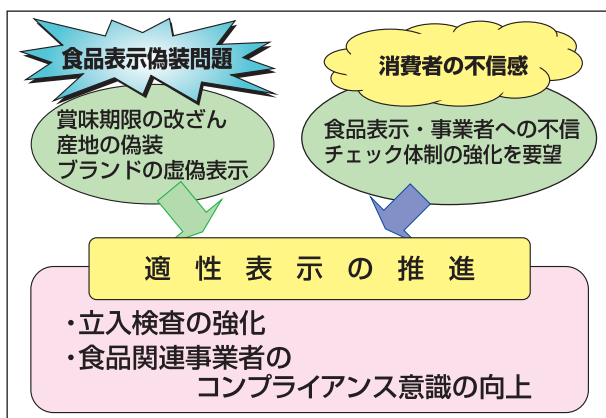 食品表示偽装問題
賞味期限の改ざん
産地の偽装
ブランドの虚偽表示
消費者の不信感
食品表示・事業者への不信
チェック体制の強化を要望
適性表示の推進
・立入検査の強化
・食品関連事業者の
コンプライアンス意識の向上